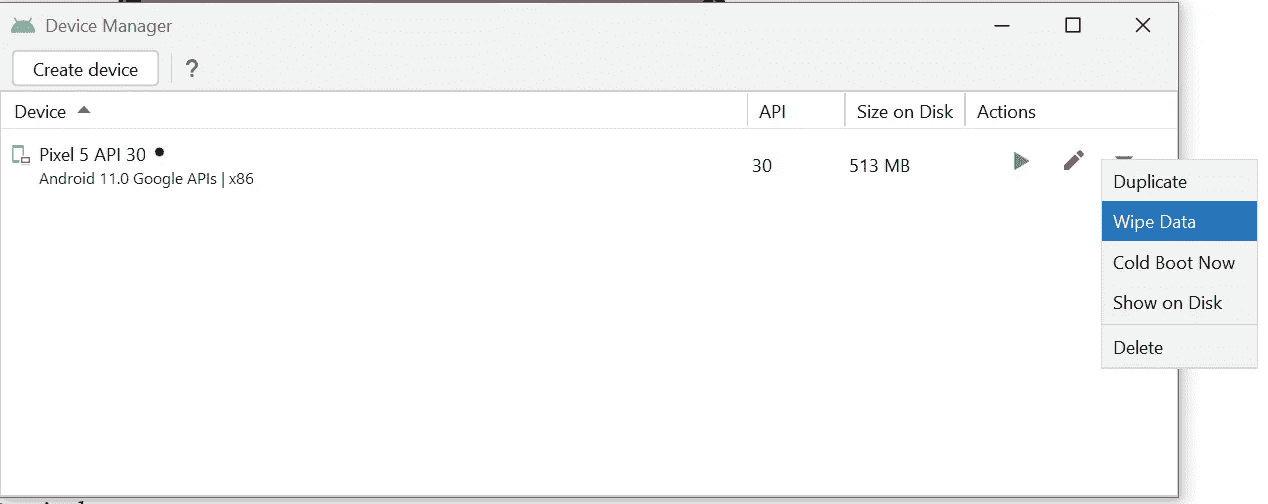 Device Manager
Create device ?
Device API Size on Disk Actions
Pixel 5 API 30 30 513 MB
Android 11.0 Google APIs | x86
Duplicate
Wipe Data
Cold Boot Now
Show on Disk
Delete